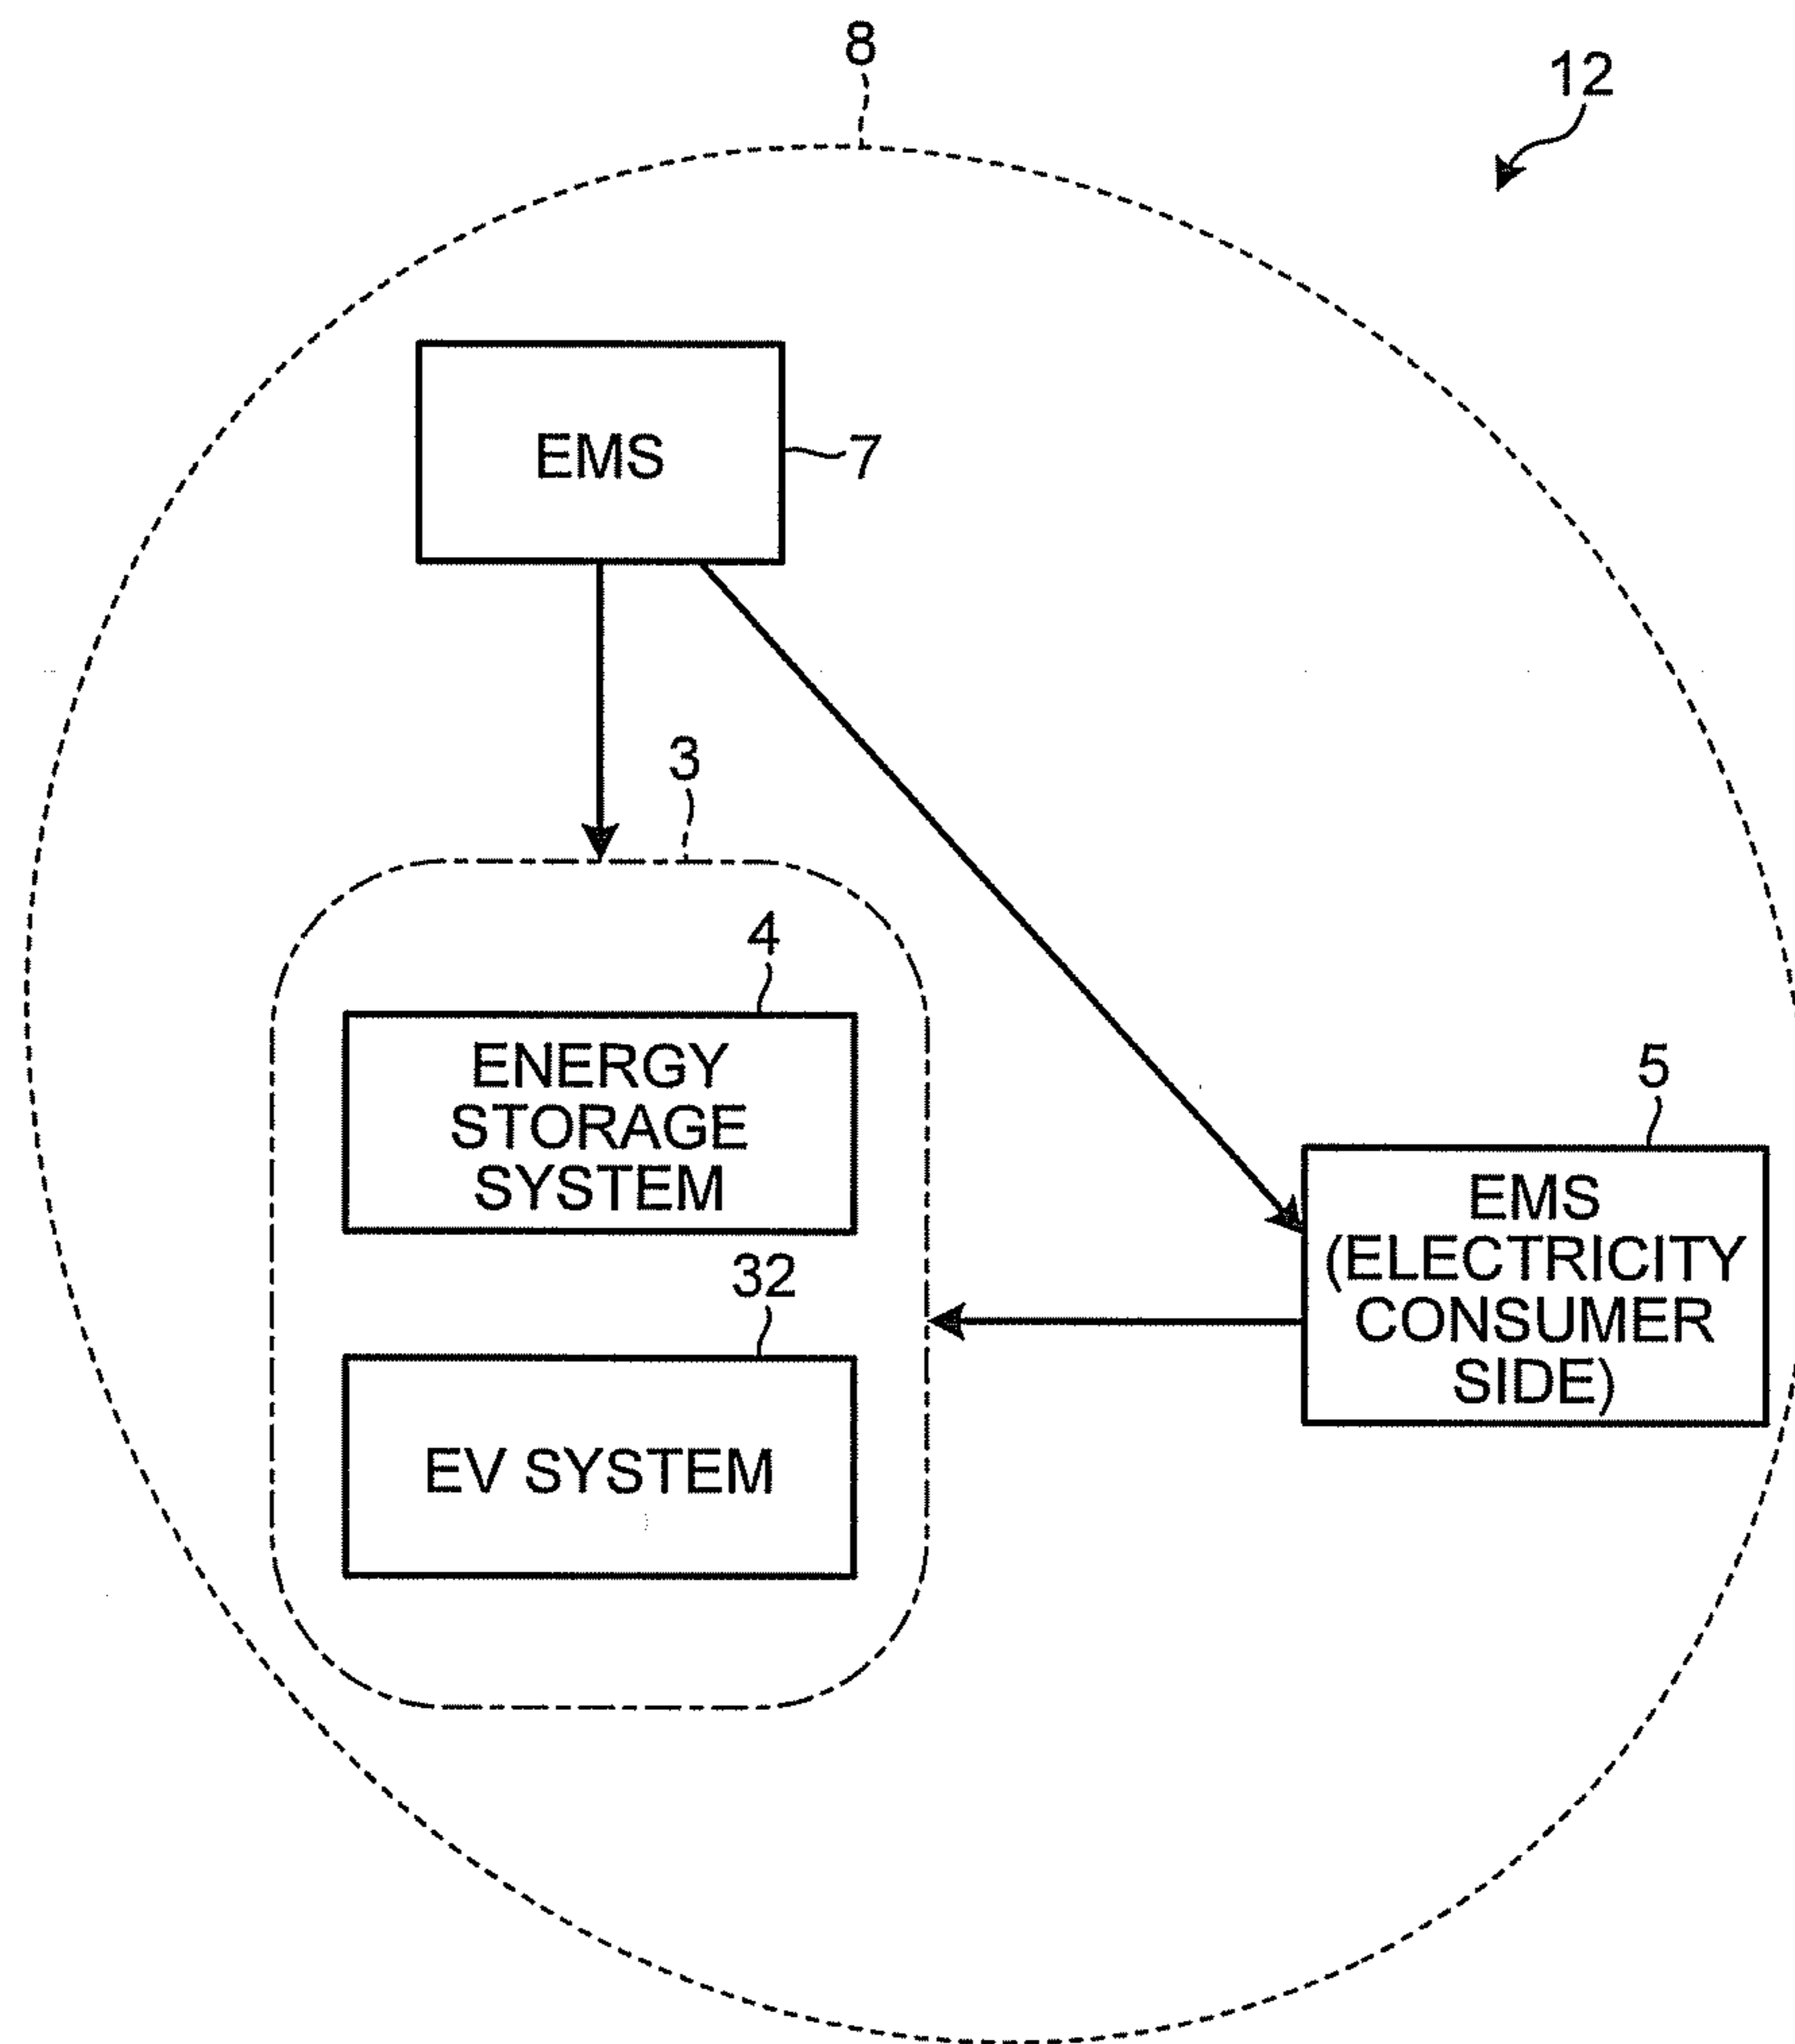 8
12
EMS
7
3
4
ENERGY
STORAGE
SYSTEM
5
EMS
(ELECTRICITY
CONSUMER
SIDE)
32
EV SYSTEM